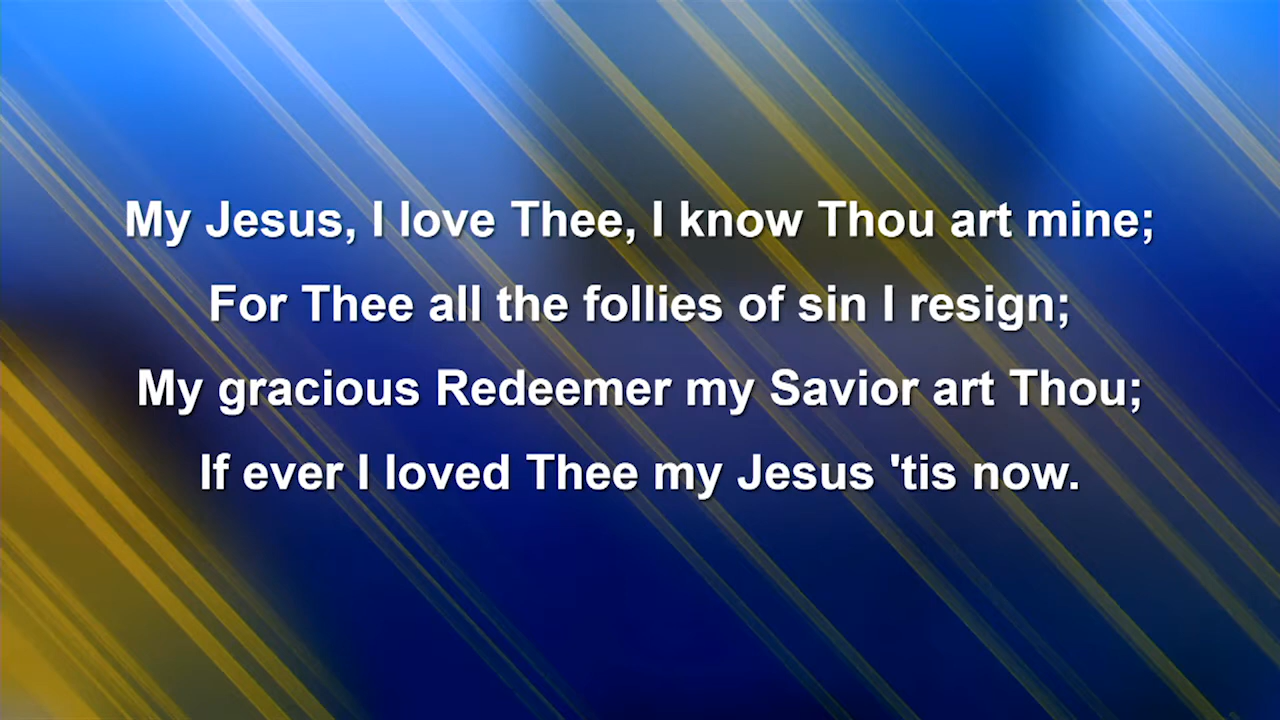 My Jesus, I love Thee, I know Thou art mine;
For Thee all the follies of sin I resign;
My gracious Redeemer my Savior art Thou;
If ever I loved Thee my Jesus 'tis now.